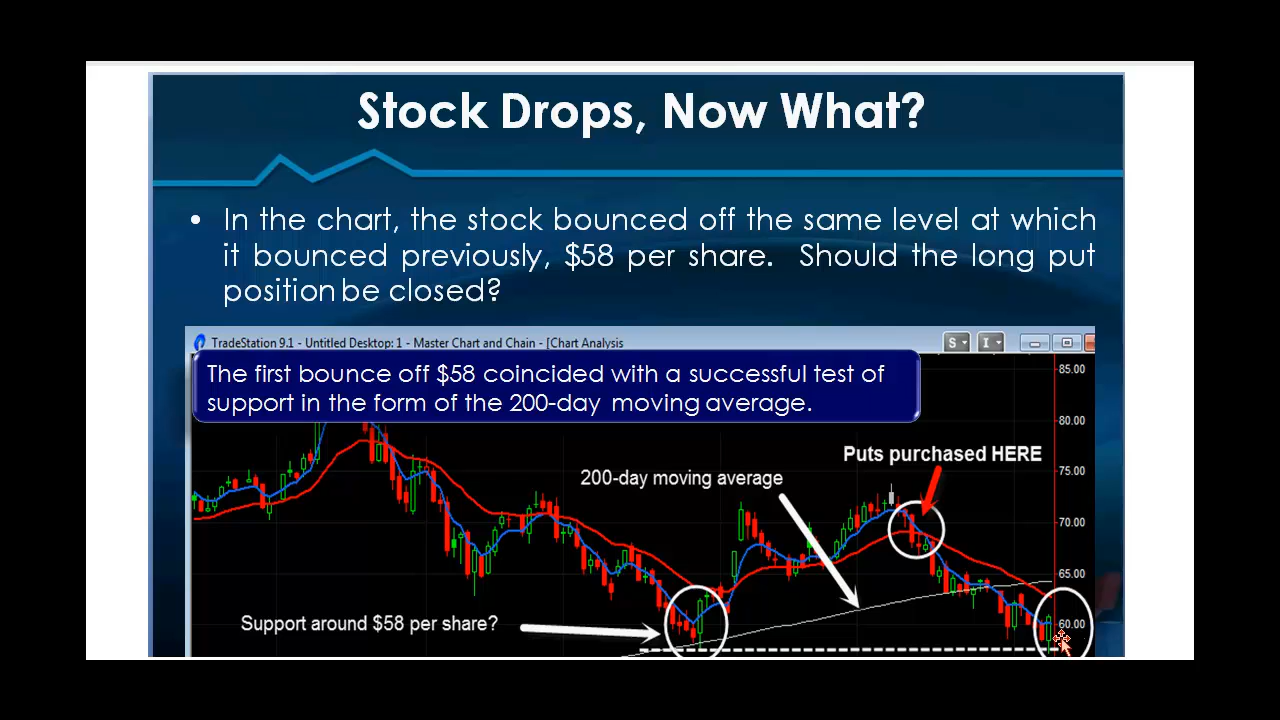 Stock Drops, Now What?
• In the chart, the stock bounced off the same level at which
it bounced previously, $58 per share. Should the long put
position be closed?
TradeStation 9.1 - Untitled Desktop: 1 - Master Chart and Chain - [Chart Analysis
S I
The first bounce off $58 coincided with a successful test of
support in the form of the 200-day moving average.
85.00
80.00
Puts purchased HERE
200-day moving average
75.00
70.00
65.00
Support around $58 per share?
60.00